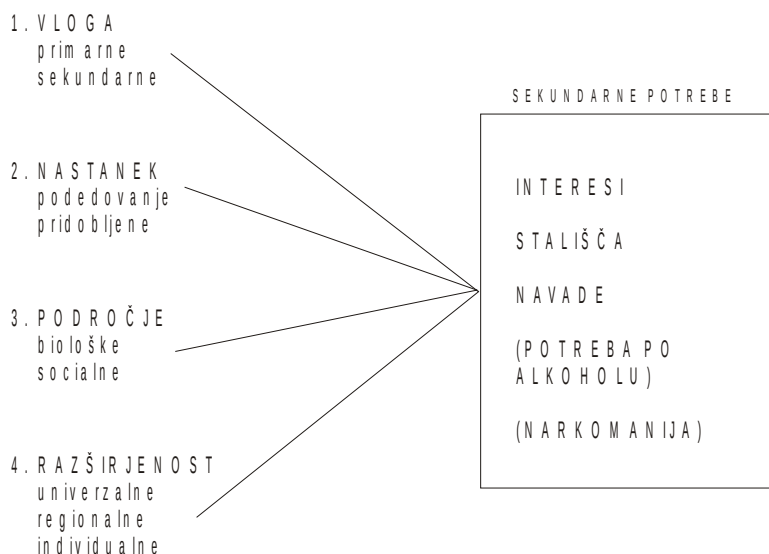 1. VLOGA
primarne
sekundarne
2. NASTANEK
podedovanje
pridobljene
3. PODROČJE
biološke
socialne
4. RAZŠIRJENOST
univerzalne
regionalne
individualne
SEKUNDARNE POTREBE
INTERESI
STALIŠČA
NAVADE
(POTREBA PO
ALKOHOLU)
(NARKOMANIJA)